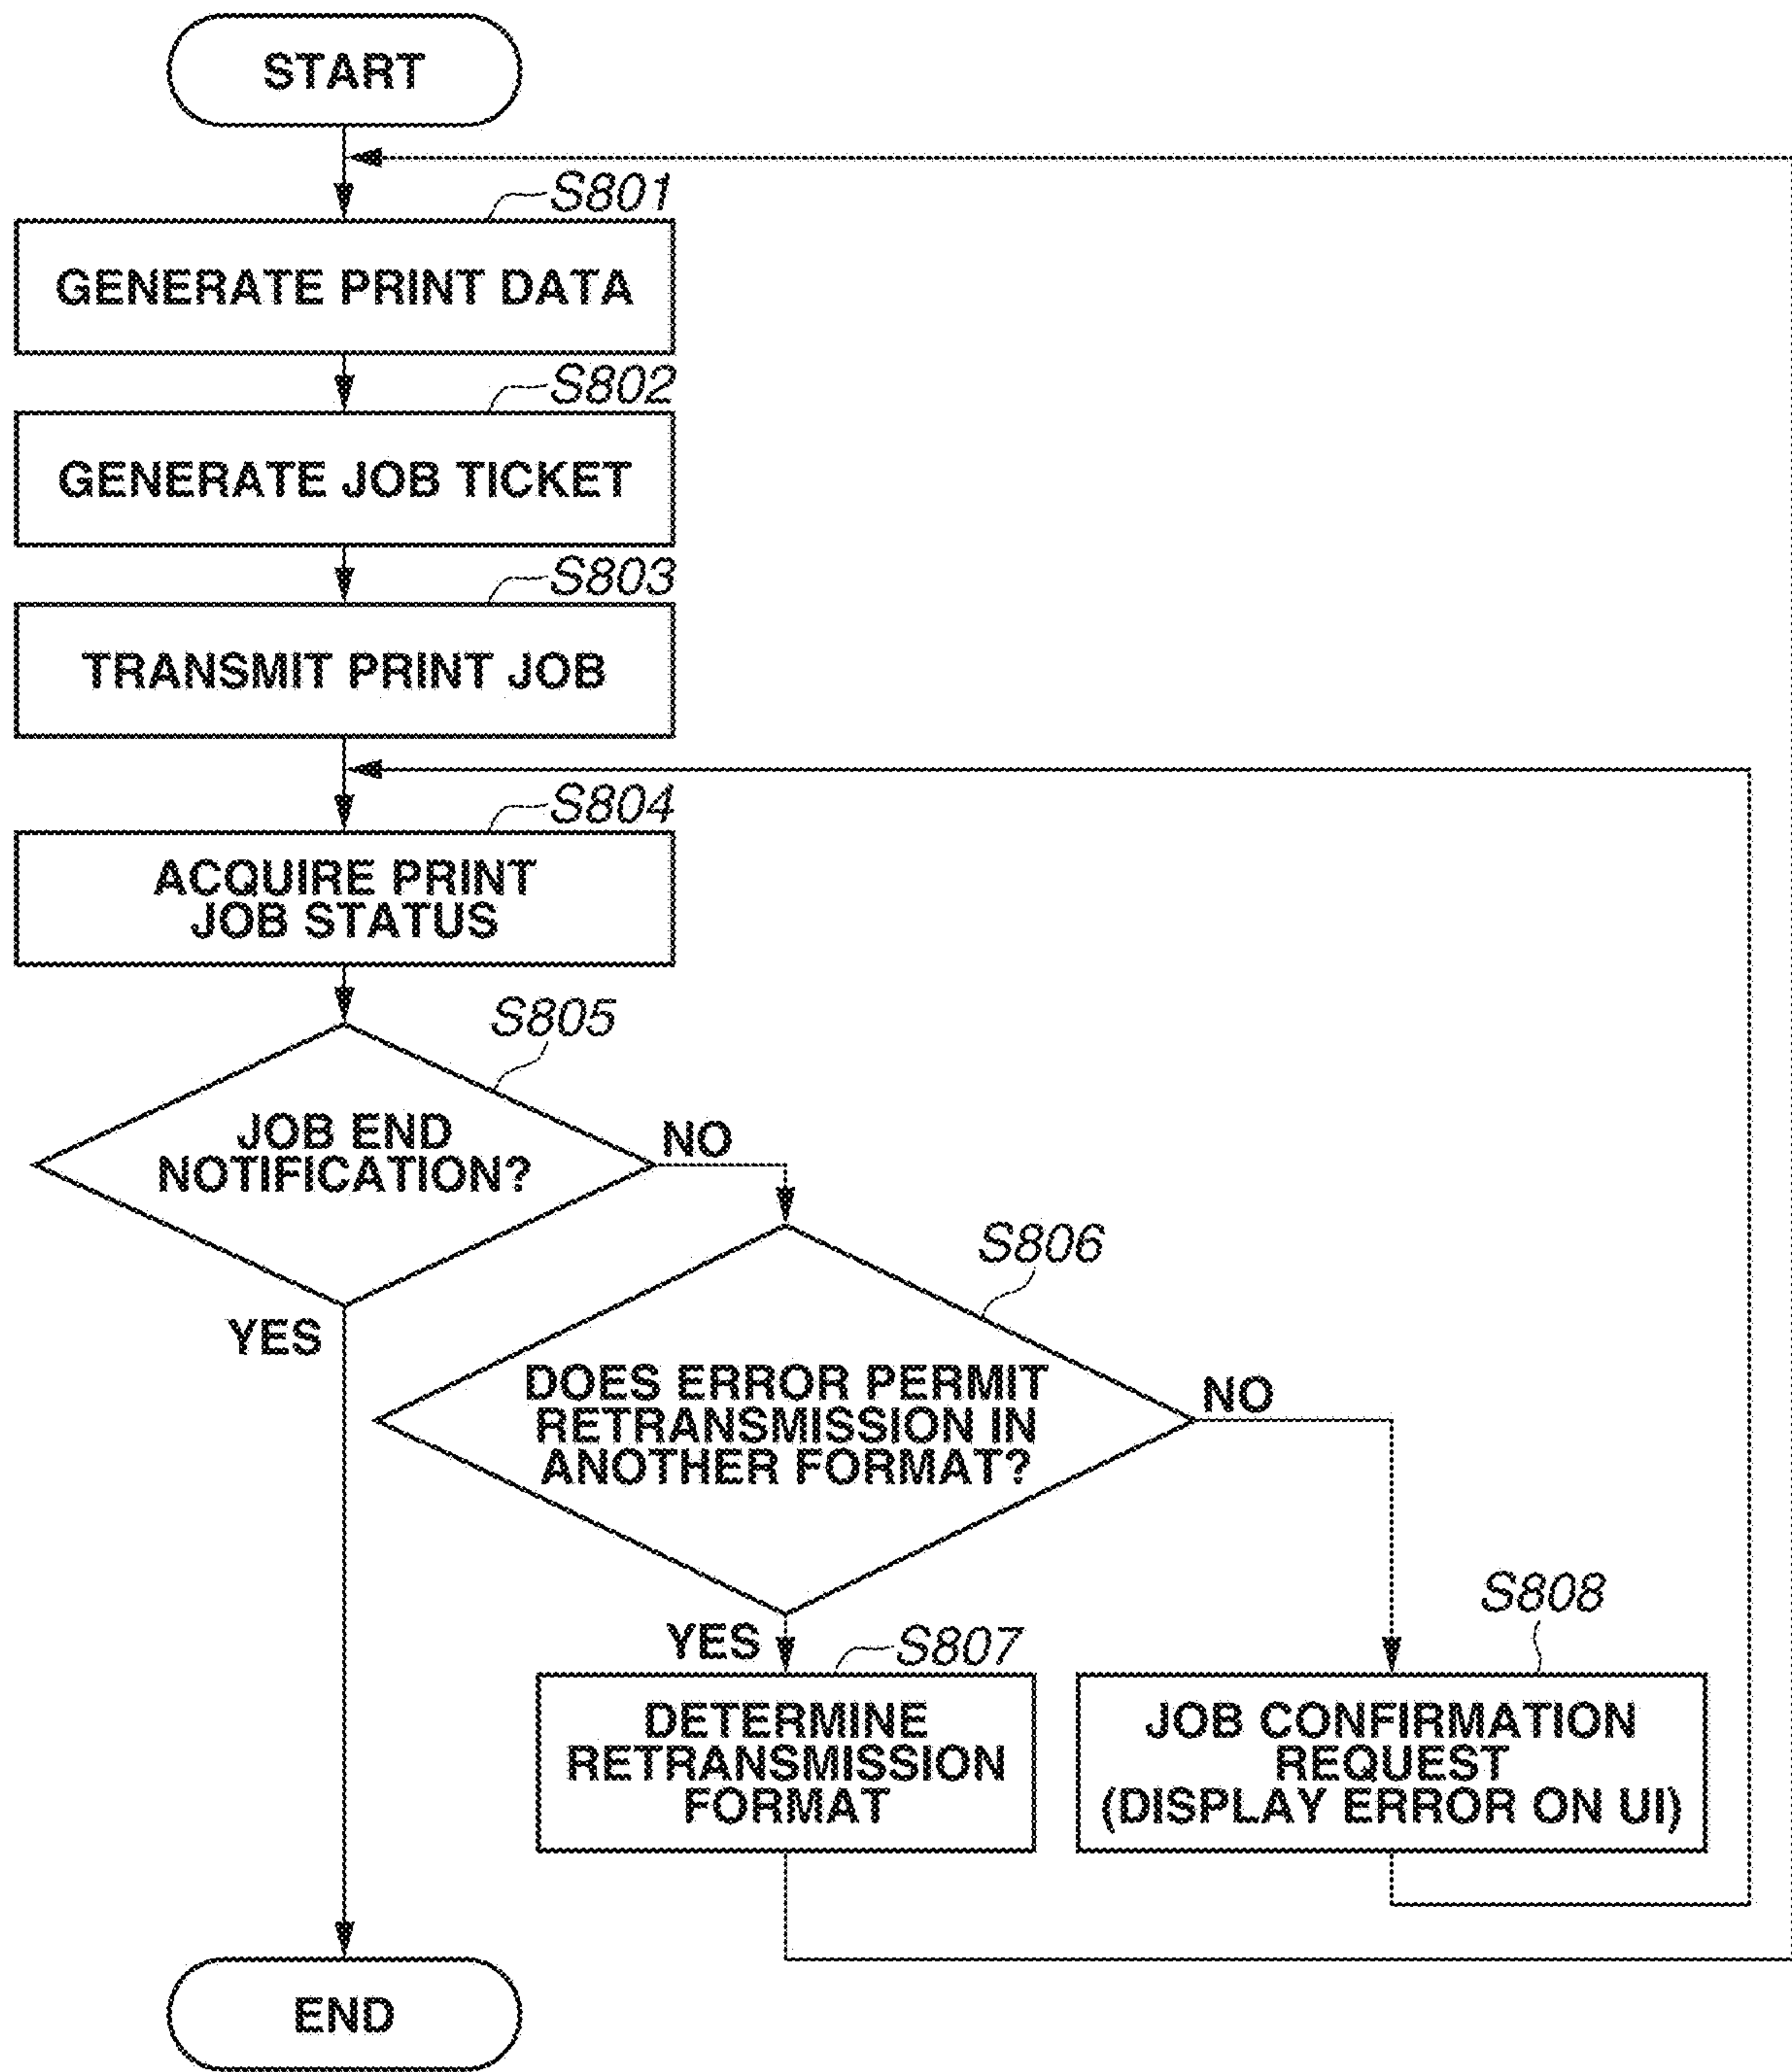 START
S801
GENERATE PRINT DATA
S802
GENERATE JOB TICKET
S803
TRANSMIT PRINT JOB
S804
ACQUIRE PRINT
JOB STATUS
S805
JOB END
NOTIFICATION?
NO
YES
S806
DOES ERROR PERMIT
RETRANSMISSION IN
ANOTHER FORMAT?
NO
YES
S807
DETERMINE
RETRANSMISSION
FORMAT
S808
JOB CONFIRMATION
REQUEST
(DISPLAY ERROR ON UI)
END